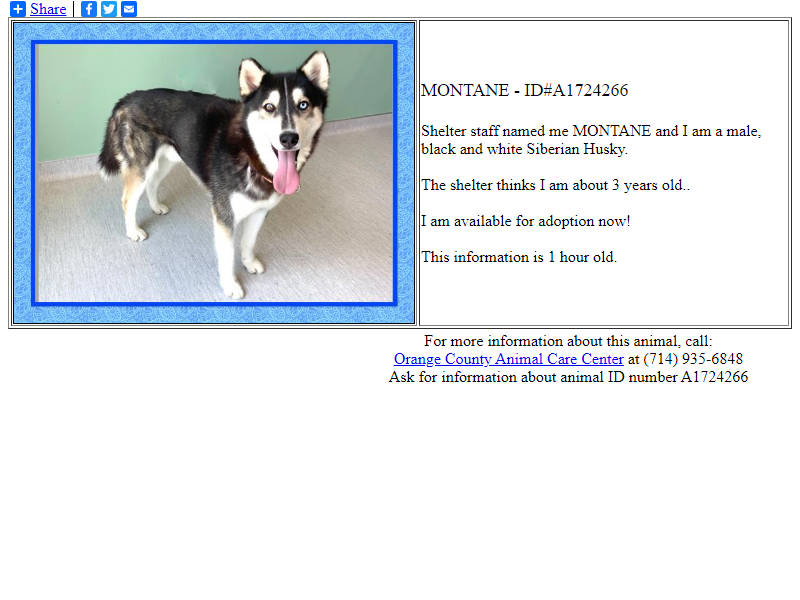 Share
MONTANE - ID#A1724266
Shelter staff named me MONTANE and I am a male,
black and white Siberian Husky.
The shelter thinks I am about 3 years old..
I am available for adoption now!
This information is 1 hour old.
For more information about this animal, call:
Orange County Animal Care Center at (714) 935-6848
Ask for information about animal ID number A1724266